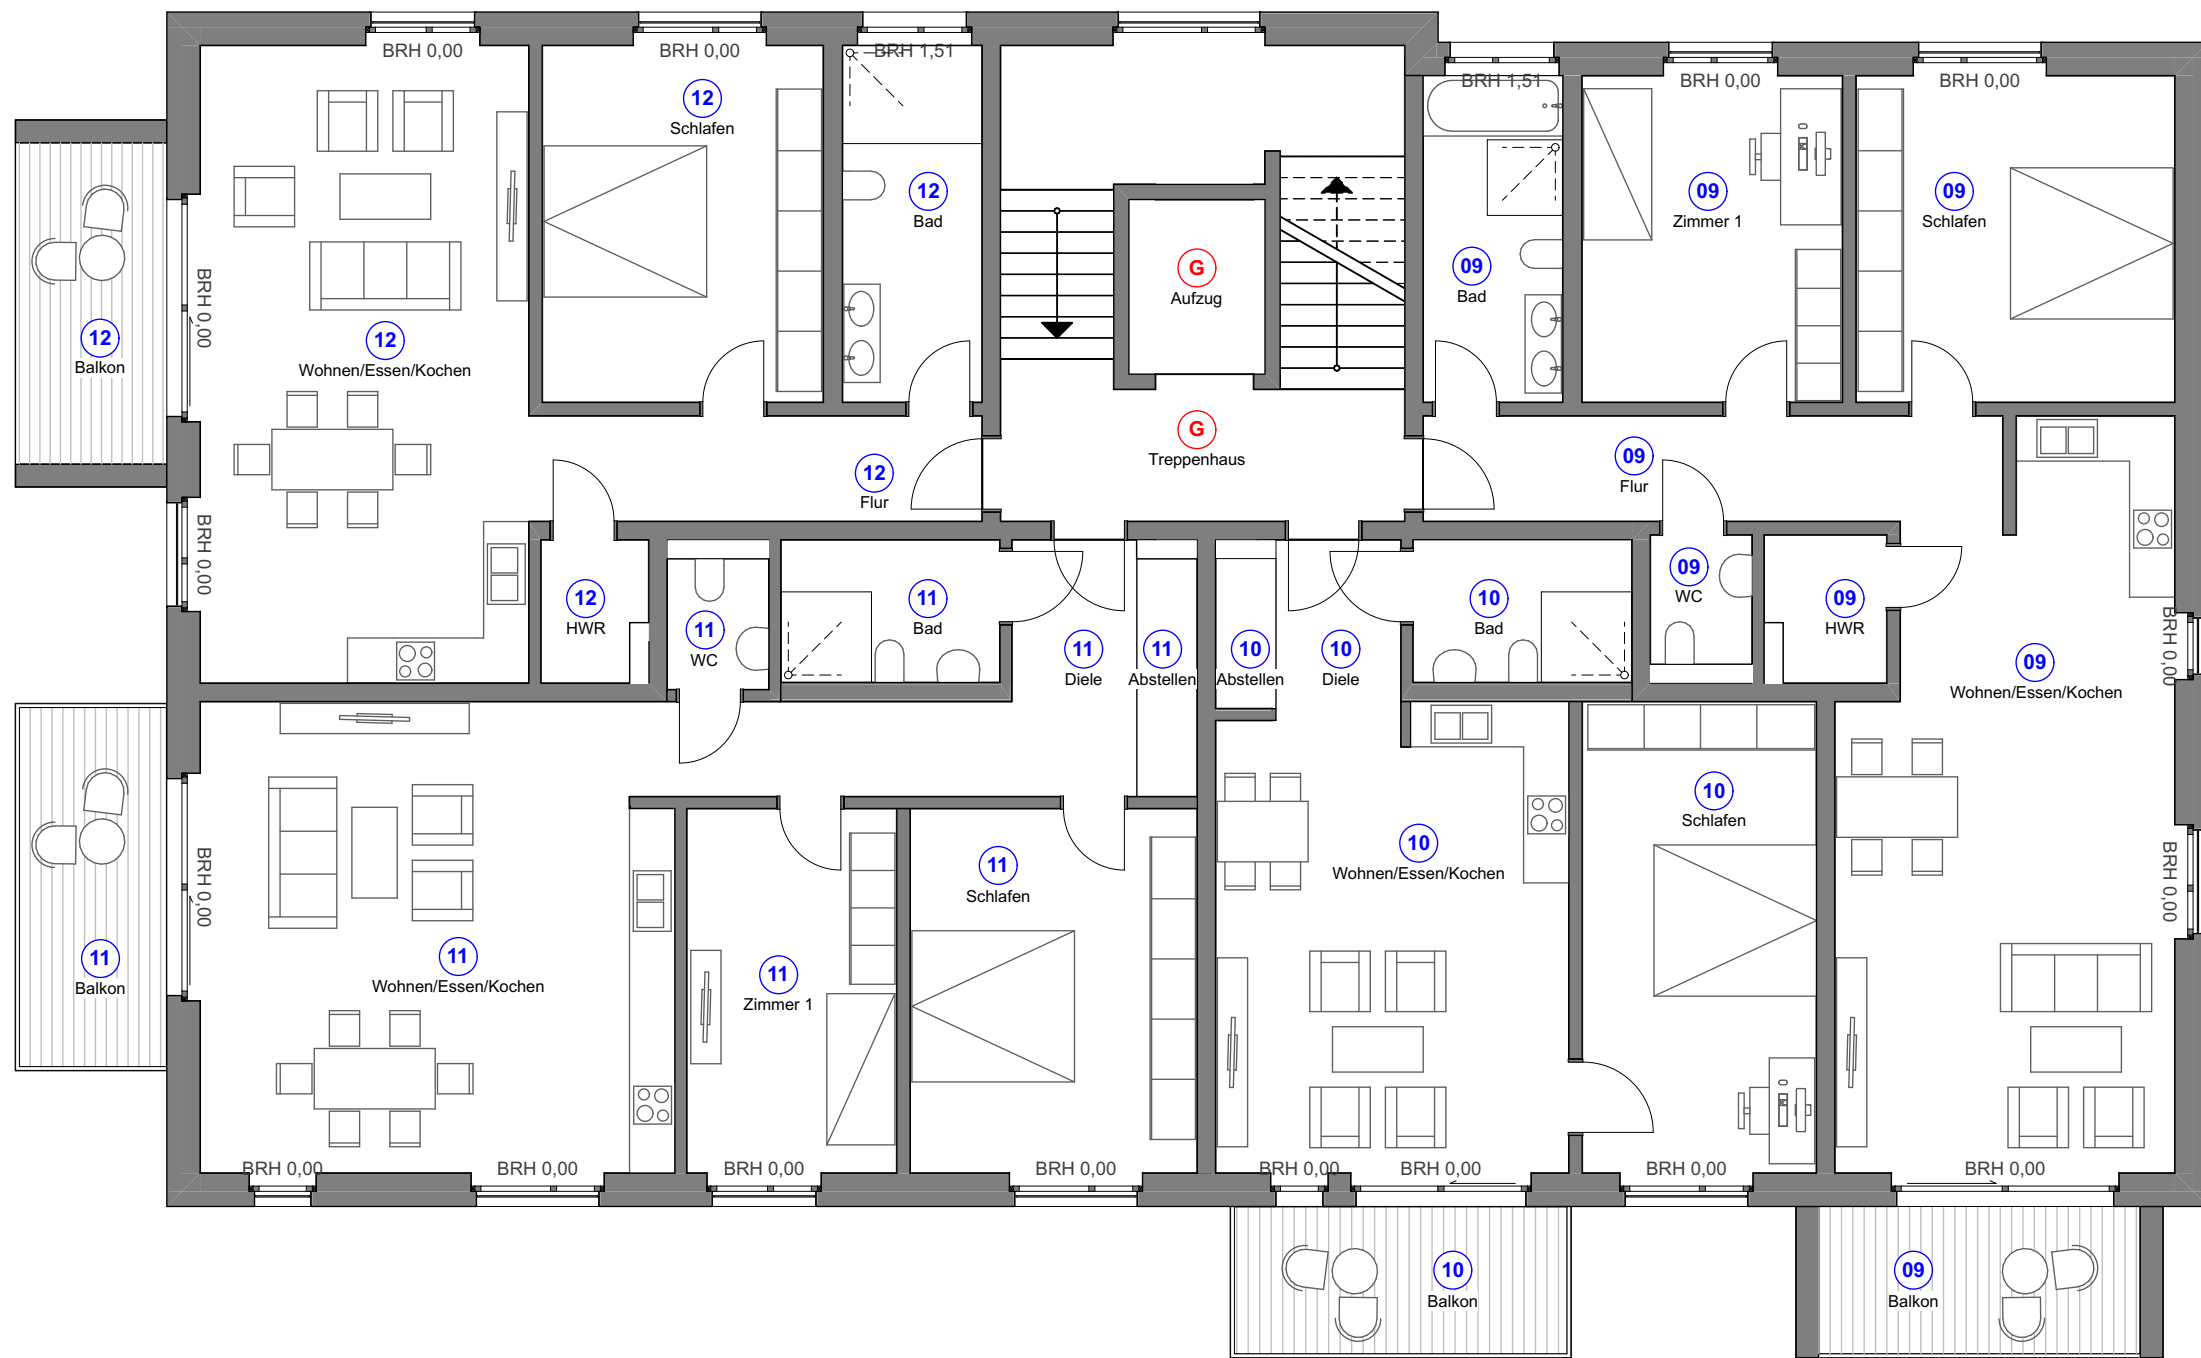 BRH 0,00
BRH 0,00
BRH 1,51
BRH 1,51
BRH 0,00
BRH 0,00
12
Schlafen
12
Bad
09
Zimmer 1
09
Schlafen
G
Aufzug
09
Bad
BRH 0,00
12
Balkon
12
Wohnen/Essen/Kochen
G
Treppenhaus
12
Flur
09
Flur
BRH 0,00
12
HWR
11
WC
11
Bad
11
Diele
11
Abstellen
10
Abstellen
10
Diele
10
Bad
09
WC
09
HWR
09
Wohnen/Essen/Kochen
BRH 0,00
BRH 0,00
11
Balkon
11
Wohnen/Essen/Kochen
11
Zimmer 1
11
Schlafen
10
Wohnen/Essen/Kochen
10
Schlafen
BRH 0,00
BRH 0,00
BRH 0,00
BRH 0,00
BRH 0,00
BRH 0,00
BRH 0,00
BRH 0,00
BRH 0,00
10
Balkon
09
Balkon